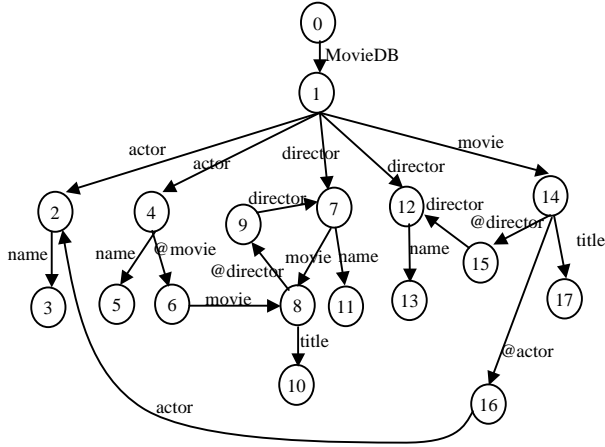 0
MovieDB
1
actor
actor
director
director
movie
2
4
director
7
12
director
14
9
@director
name
name
@movie
movie
name
name
15
title
@director
3
5
6
movie
8
11
13
17
title
@actor
10
actor
16